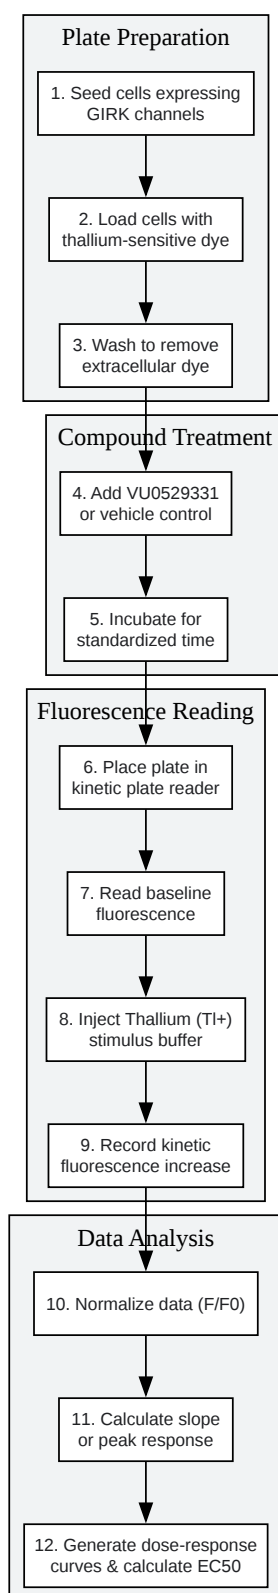 Plate Preparation
1. Seed cells expressing
GIRK channels
2. Load cells with
thallium-sensitive dye
3. Wash to remove
extracellular dye
Compound Treatment
4. Add VU0529331
or vehicle control
5. Incubate for
standardized time
Fluorescence Reading
6. Place plate in
kinetic plate reader
7. Read baseline
fluorescence
8. Inject Thallium (Tl+)
stimulus buffer
9. Record kinetic
fluorescence increase
Data Analysis
10. Normalize data (F/F0)
11. Calculate slope
or peak response
12. Generate dose-response
curves & calculate EC50